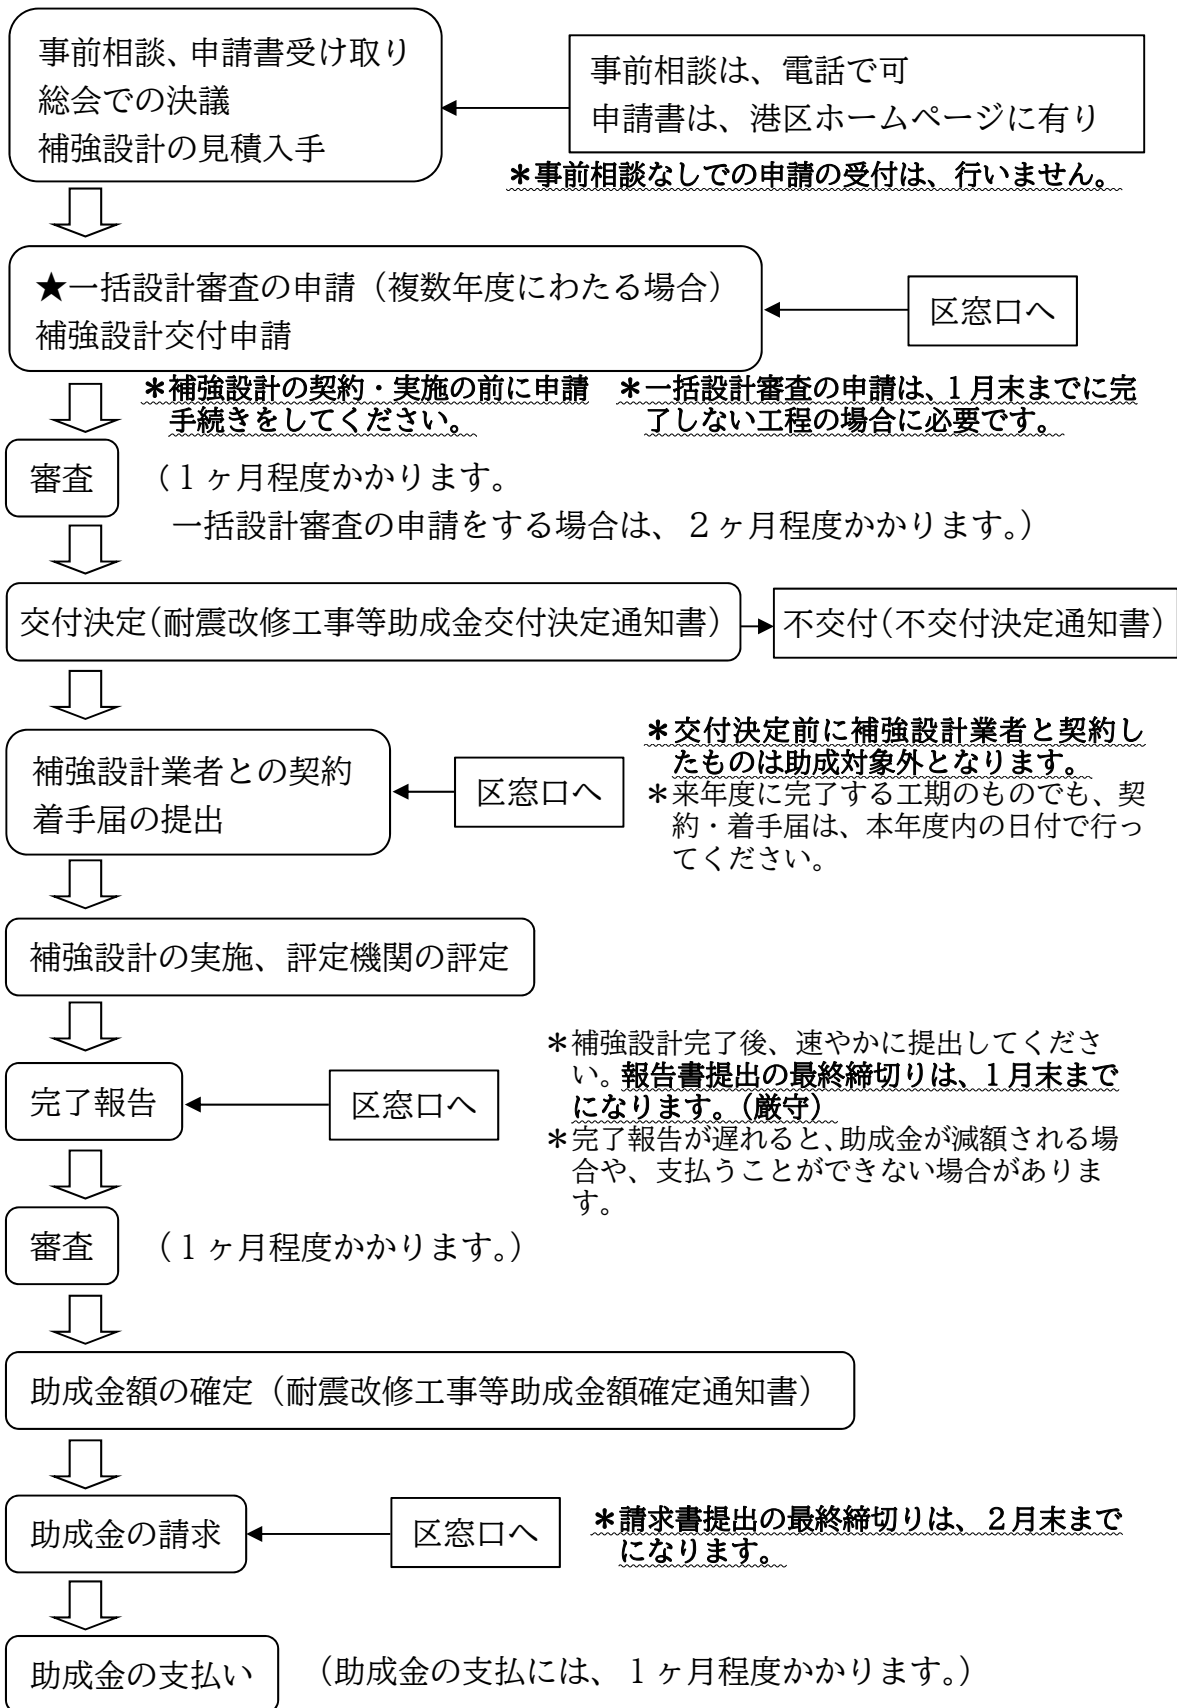 事前相談、申請書受け取り
総会での決議
補強設計の見積入手
事前相談は、電話で可
申請書は、港区ホームページに有り
＊事前相談なしでの申請の受付は、行いません。
★一括設計審査の申請（複数年度にわたる場合）
補強設計交付申請
区窓口へ
＊補強設計の契約・実施の前に申請
手続きをしてください。
＊一括設計審査の申請は、１月末までに完
了しない工程の場合に必要です。
審査
（１ヶ月程度かかります。
一括設計審査の申請をする場合は、２ヶ月程度かかります。）
交付決定（耐震改修工事等助成金交付決定通知書）
不交付（不交付決定通知書）
補強設計業者との契約
着手届の提出
区窓口へ
＊交付決定前に補強設計業者と契約し
たものは助成対象外となります。
＊来年度に完了する工期のものでも、契
約・着手届は、本年度内の日付で行っ
てください。
補強設計の実施、評定機関の評定
完了報告
区窓口へ
＊補強設計完了後、速やかに提出してくださ
い。報告書提出の最終締切りは、１月末まで
になります。（厳守）
＊完了報告が遅れると、助成金が減額される場
合や、支払うことができない場合がありま
す。
審査
（１ヶ月程度かかります。）
助成金額の確定（耐震改修工事等助成金額確定通知書）
助成金の請求
区窓口へ
＊請求書提出の最終締切りは、２月末まで
になります。
助成金の支払い
（助成金の支払には、１ヶ月程度かかります。）